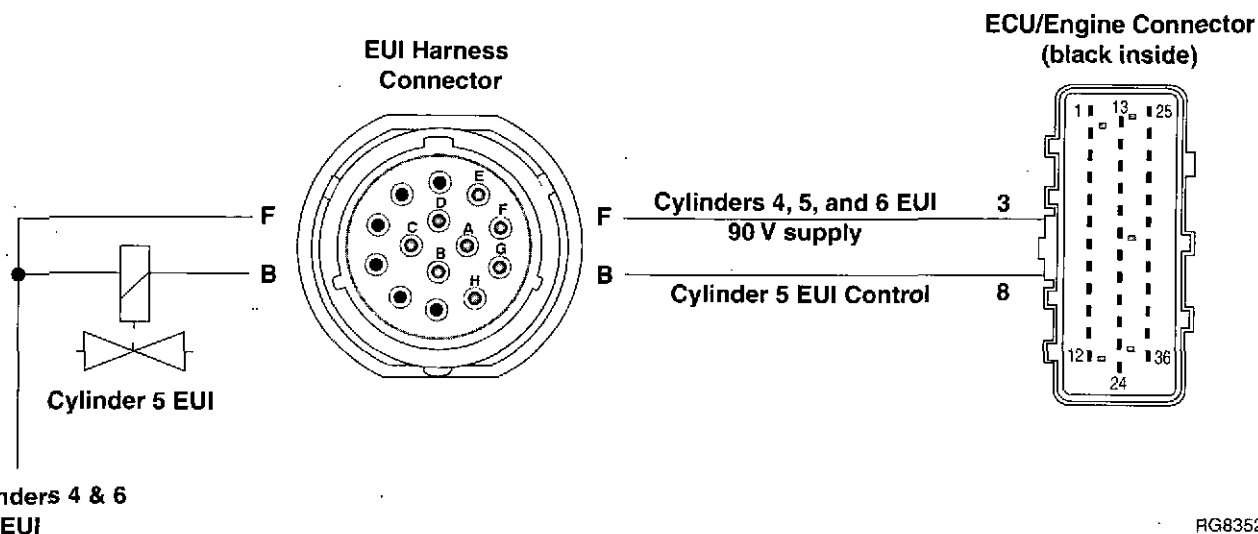 ECU/Engine Connector
(black inside)
EUI Harness
Connector
1 13 25
E
D
F
C A
B G
H
F F Cylinders 4, 5, and 6 EUI 3
90 V supply
B B Cylinder 5 EUI Control 8
12 36
24
Cylinder 5 EUI
nders 4 & 6
EUI
RG8352